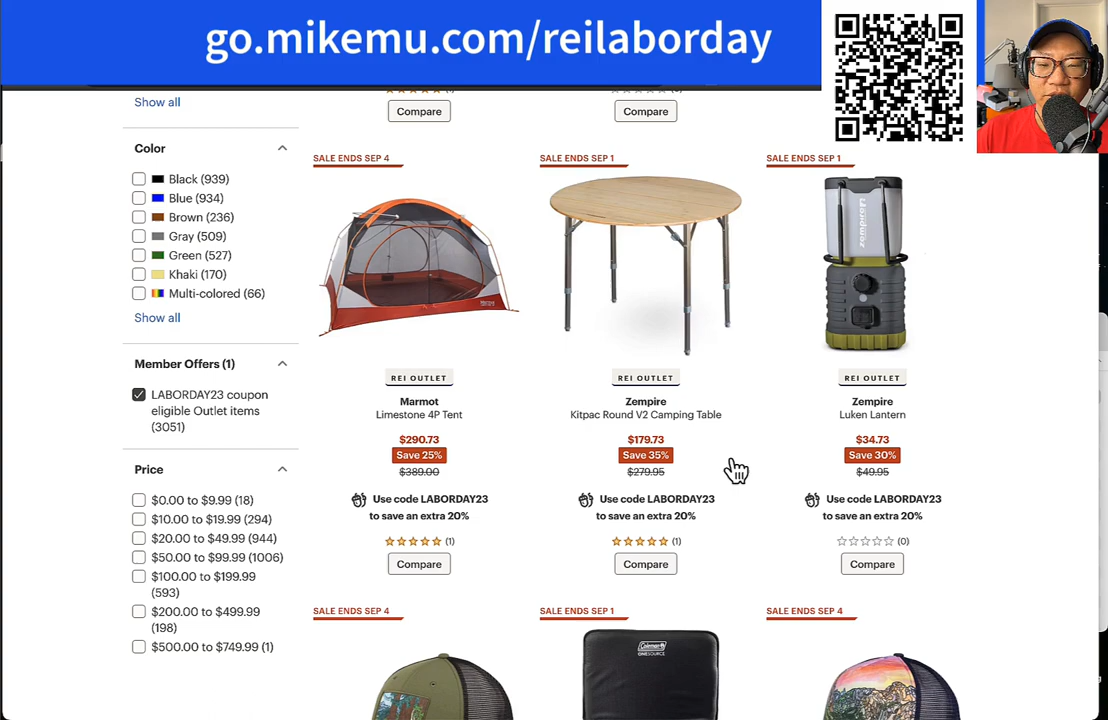 go.mikemu.com/reilaborday
Show all
Compare
Compare
Color
Black (939)
Blue (934)
Brown (236)
Gray (509)
Green (527)
Khaki (170)
Multi-colored (66)
Show all
Member Offers (1)
LABORDAY23 coupon
eligible Outlet items
(3051)
Price
$0.00 to $9.99 (18)
$10.00 to $19.99 (294)
$20.00 to $49.99 (944)
$50.00 to $99.99 (1006)
$100.00 to $199.99
(593)
$200.00 to $499.99
(198)
$500.00 to $749.99 (1)
SALE ENDS SEP 4
REI OUTLET
Marmot
Limestone 4P Tent
$290.73
Save 25%
$389.00
Use code LABORDAY23
to save an extra 20%
(1)
Compare
SALE ENDS SEP 1
REI OUTLET
Zempire
Kitpac Round V2 Camping Table
$179.73
Save 35%
$279.95
Use code LABORDAY23
to save an extra 20%
(1)
Compare
SALE ENDS SEP 1
zempire
REI OUTLET
Zempire
Luken Lantern
$34.73
Save 30%
$49.95
Use code LABORDAY23
to save an extra 20%
(0)
Compare
SALE ENDS SEP 4
SALE ENDS SEP 1
Coleman
ONESOURCE
SALE ENDS SEP 4